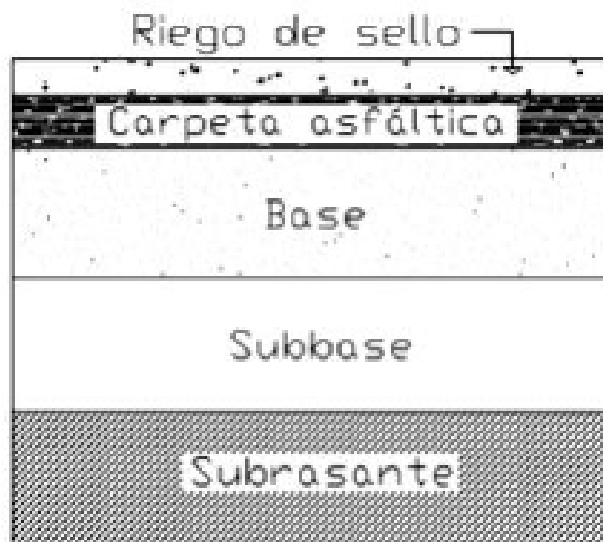 Riego de sello
Carpeta asfáltica
Base
Subbase
Subrasante